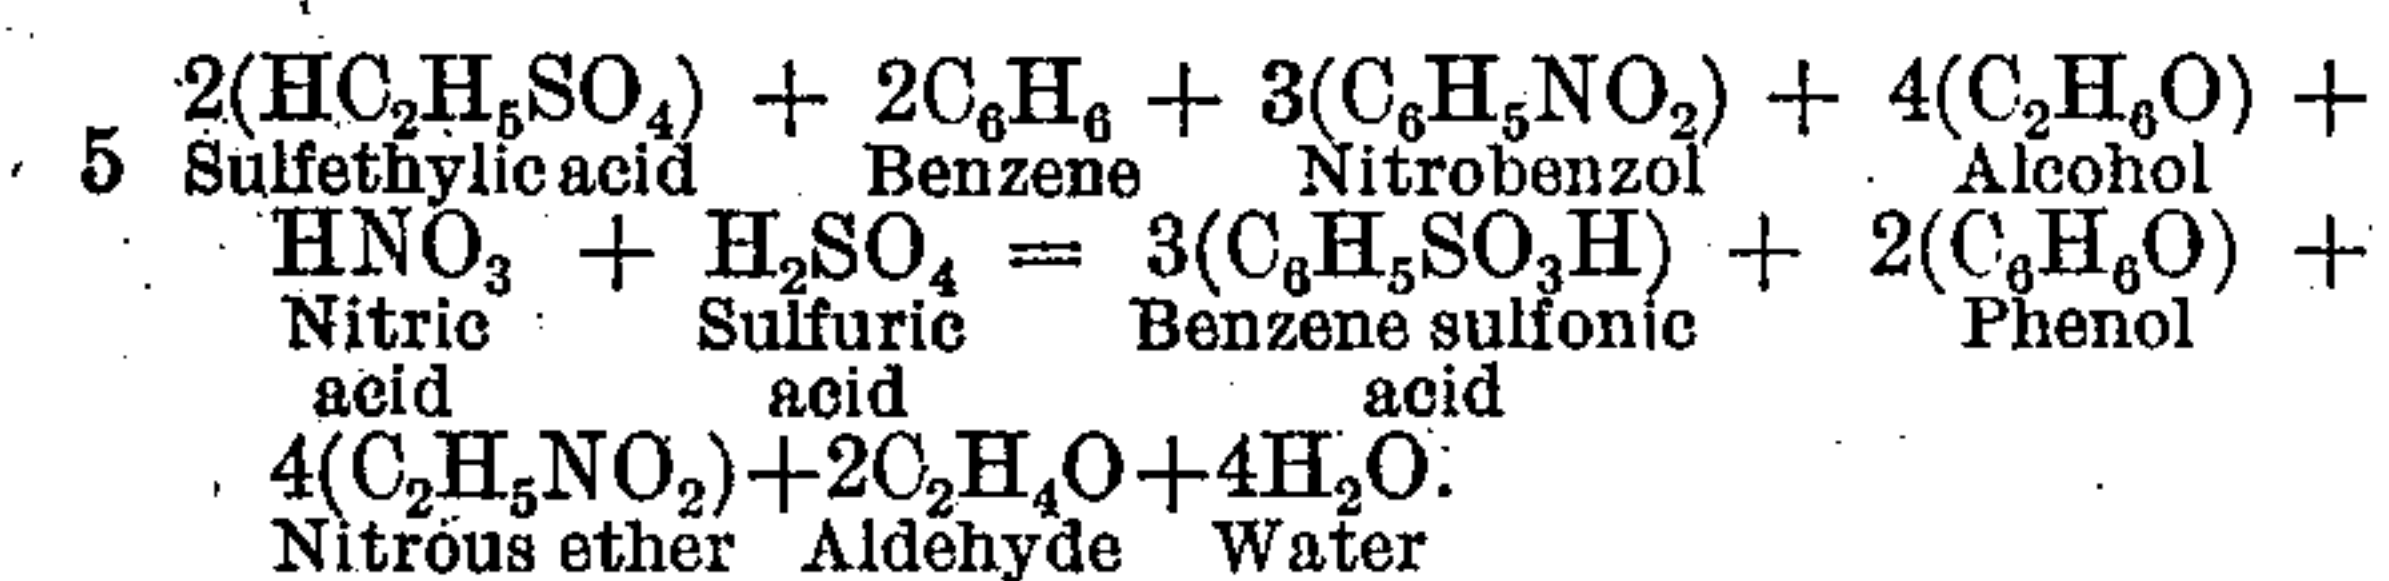 2(HC₂H₅SO₄) + 2C₆H₆ + 3(C₆H₅NO₂) + 4(C₂H₆O) +
5 Sulfethylic acid Benzene Nitrobenzol Alcohol
HNO₃ + H₂SO₄ = 3(C₆H₅SO₃H) + 2(C₆H₆O) +
Nitric Sulfuric Benzene sulfonic Phenol
acid acid acid
4(C₂H₅NO₂)+2C₂H₄O+4H₂O.
Nitrous ether Aldehyde Water